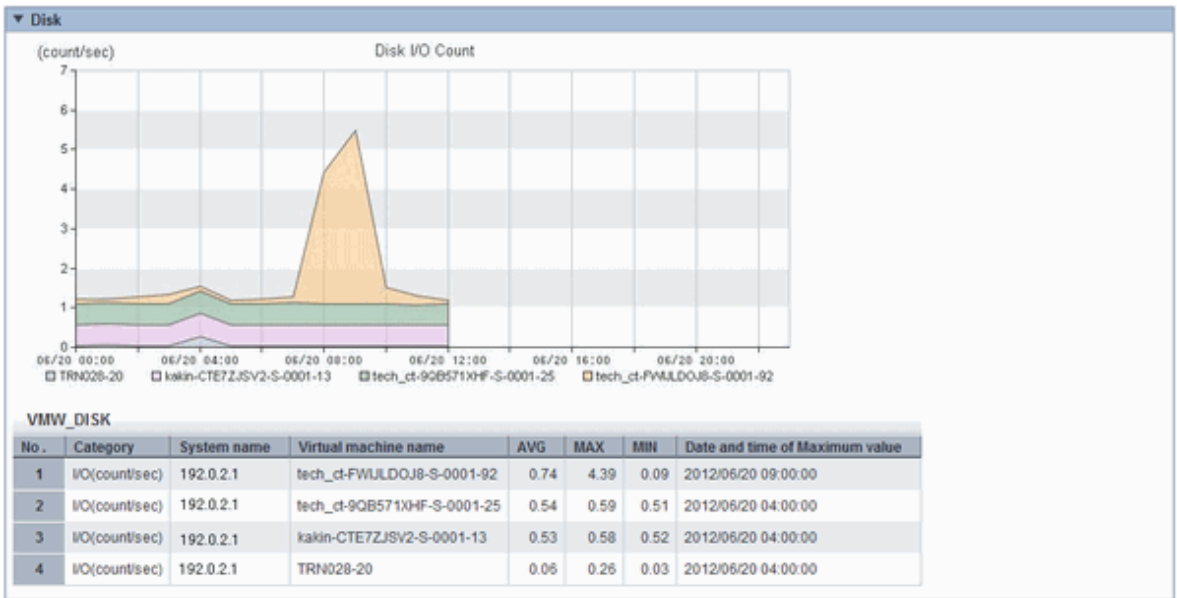 ▼ Disk
(count/sec) Disk I/O Count
7
6
5
4
3
2
1
0
06/20 00:00 06/20 04:00 06/20 08:00 06/20 12:00 06/20 16:00 06/20 20:00
TRN028-20 kakin-CTE7ZJSV2-S-0001-13 tech_ct-9QB571XHF-S-0001-25 tech_ct-FWIJLDOJ8-S-0001-92
VMW_DISK
No. Category System name Virtual machine name AVG MAX MIN Date and time of Maximum value
1 I/O(count/sec) 192.0.2.1 tech_ct-FWIJLDOJ8-S-0001-92 0.74 4.39 0.09 2012/06/20 09:00:00
2 I/O(count/sec) 192.0.2.1 tech_ct-9QB571XHF-S-0001-25 0.54 0.59 0.51 2012/06/20 04:00:00
3 I/O(count/sec) 192.0.2.1 kakin-CTE7ZJSV2-S-0001-13 0.53 0.58 0.52 2012/06/20 04:00:00
4 I/O(count/sec) 192.0.2.1 TRN028-20 0.06 0.26 0.03 2012/06/20 04:00:00